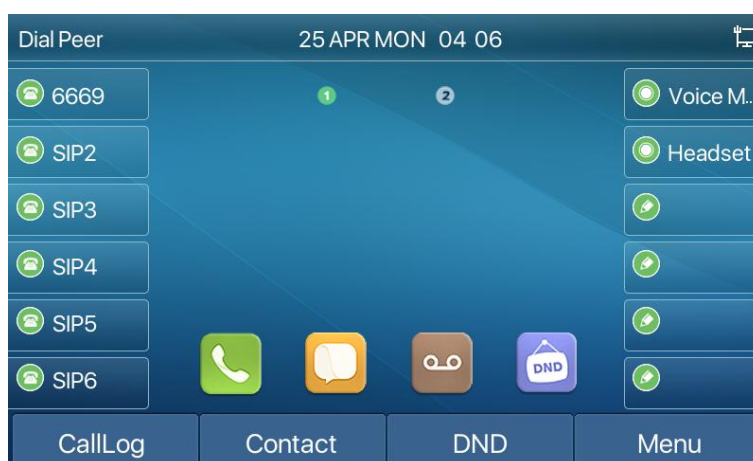 Dial Peer 25 APR MON 04 06
6669 1 2 Voice M..
SIP2 Headset
SIP3
SIP4
SIP5
SIP6 DND
CallLog Contact DND Menu